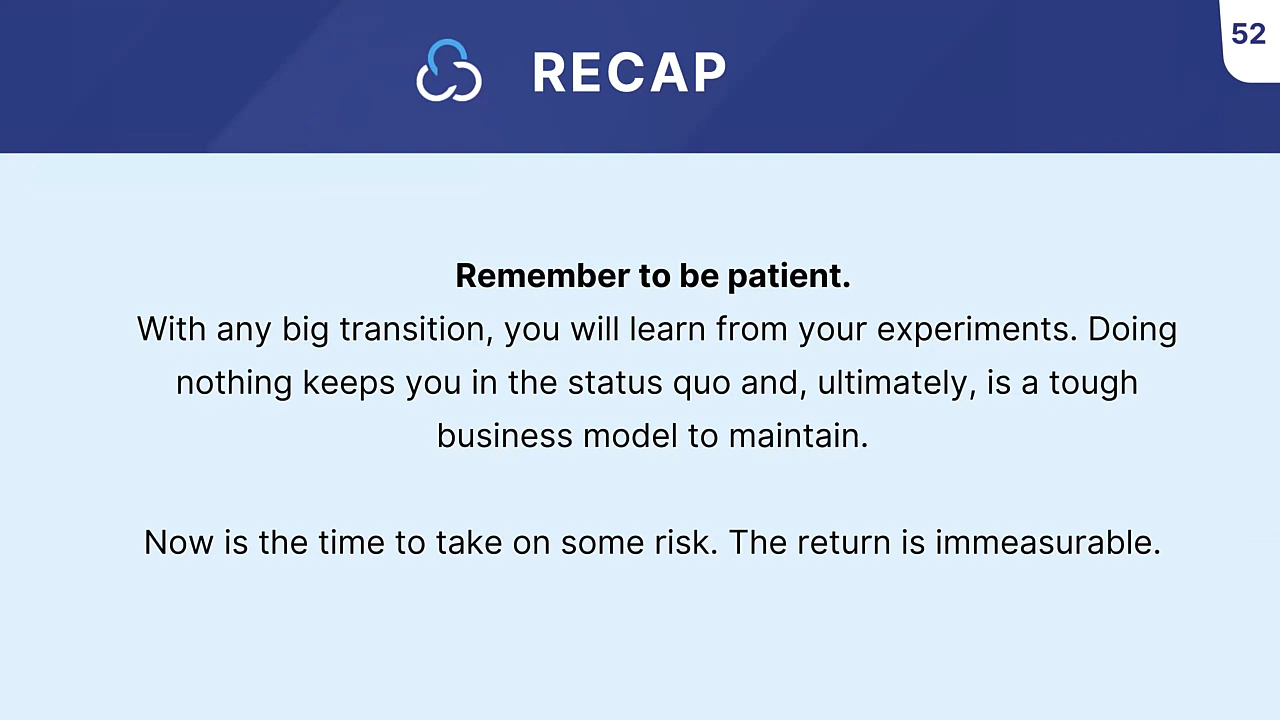 52
RECAP
Remember to be patient.
With any big transition, you will learn from your experiments. Doing
nothing keeps you in the status quo and, ultimately, is a tough
business model to maintain.
Now is the time to take on some risk. The return is immeasurable.